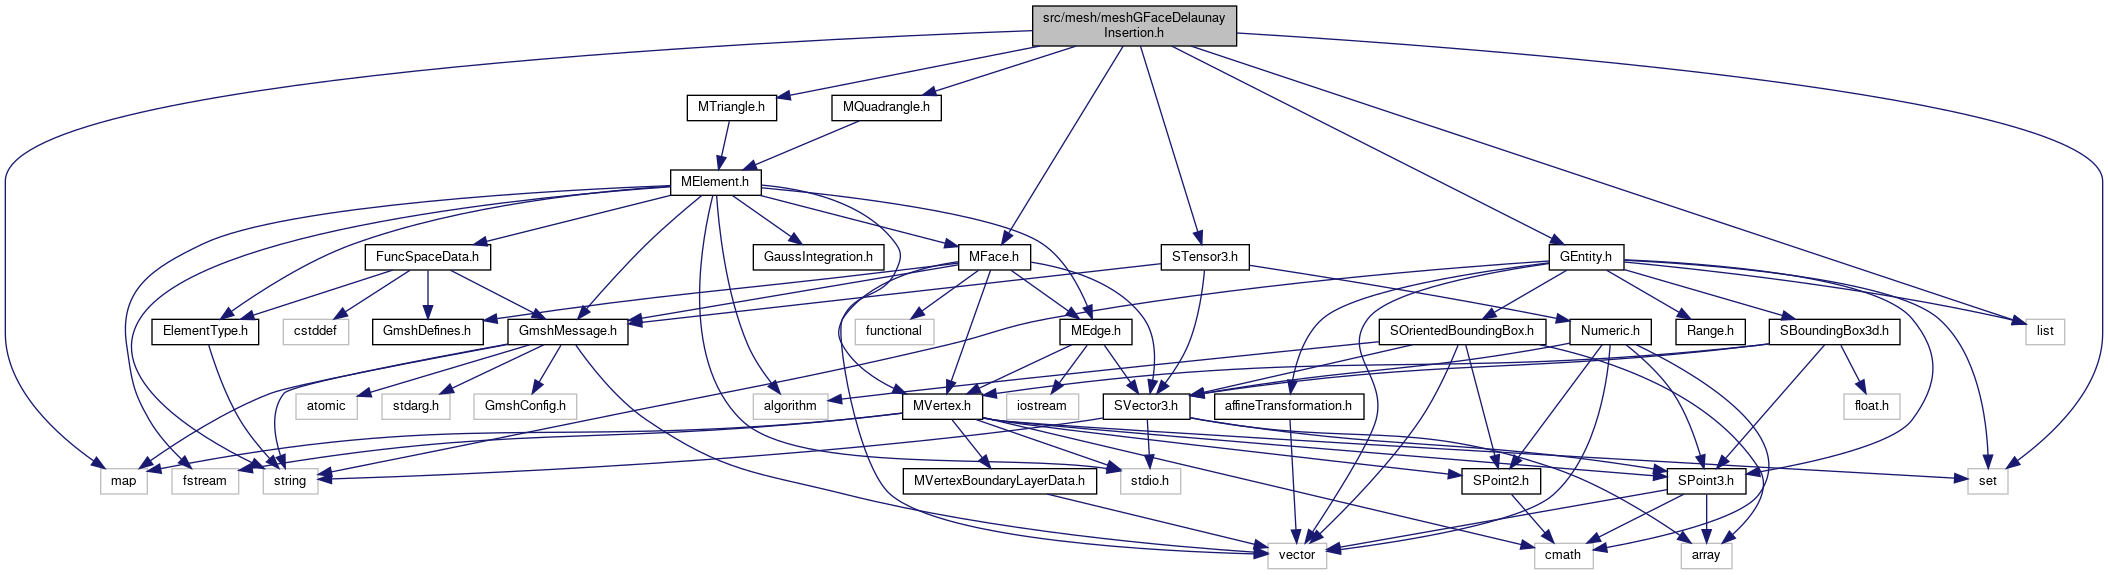 src/mesh/meshGFaceDelaunay
Insertion.h
MTriangle.h
MQuadrangle.h
MElement.h
FuncSpaceData.h
GaussIntegration.h
MFace.h
STensor3.h
GEntity.h
ElementType.h
cstddef
GmshDefines.h
GmshMessage.h
functional
MEdge.h
SOrientedBoundingBox.h
Numeric.h
Range.h
SBoundingBox3d.h
list
atomic
stdarg.h
GmshConfig.h
algorithm
MVertex.h
iostream
SVector3.h
affineTransformation.h
float.h
map
fstream
string
MVertexBoundaryLayerData.h
stdio.h
SPoint2.h
SPoint3.h
set
vector
cmath
array